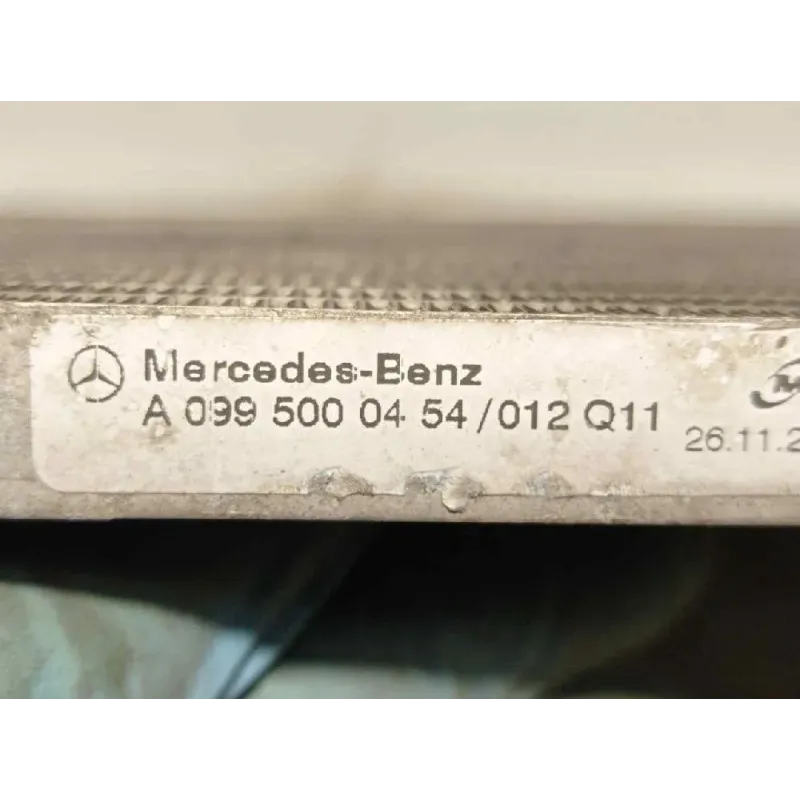 Mercedes-Benz
A 099 500 04 54/012 Q11
26.11.2